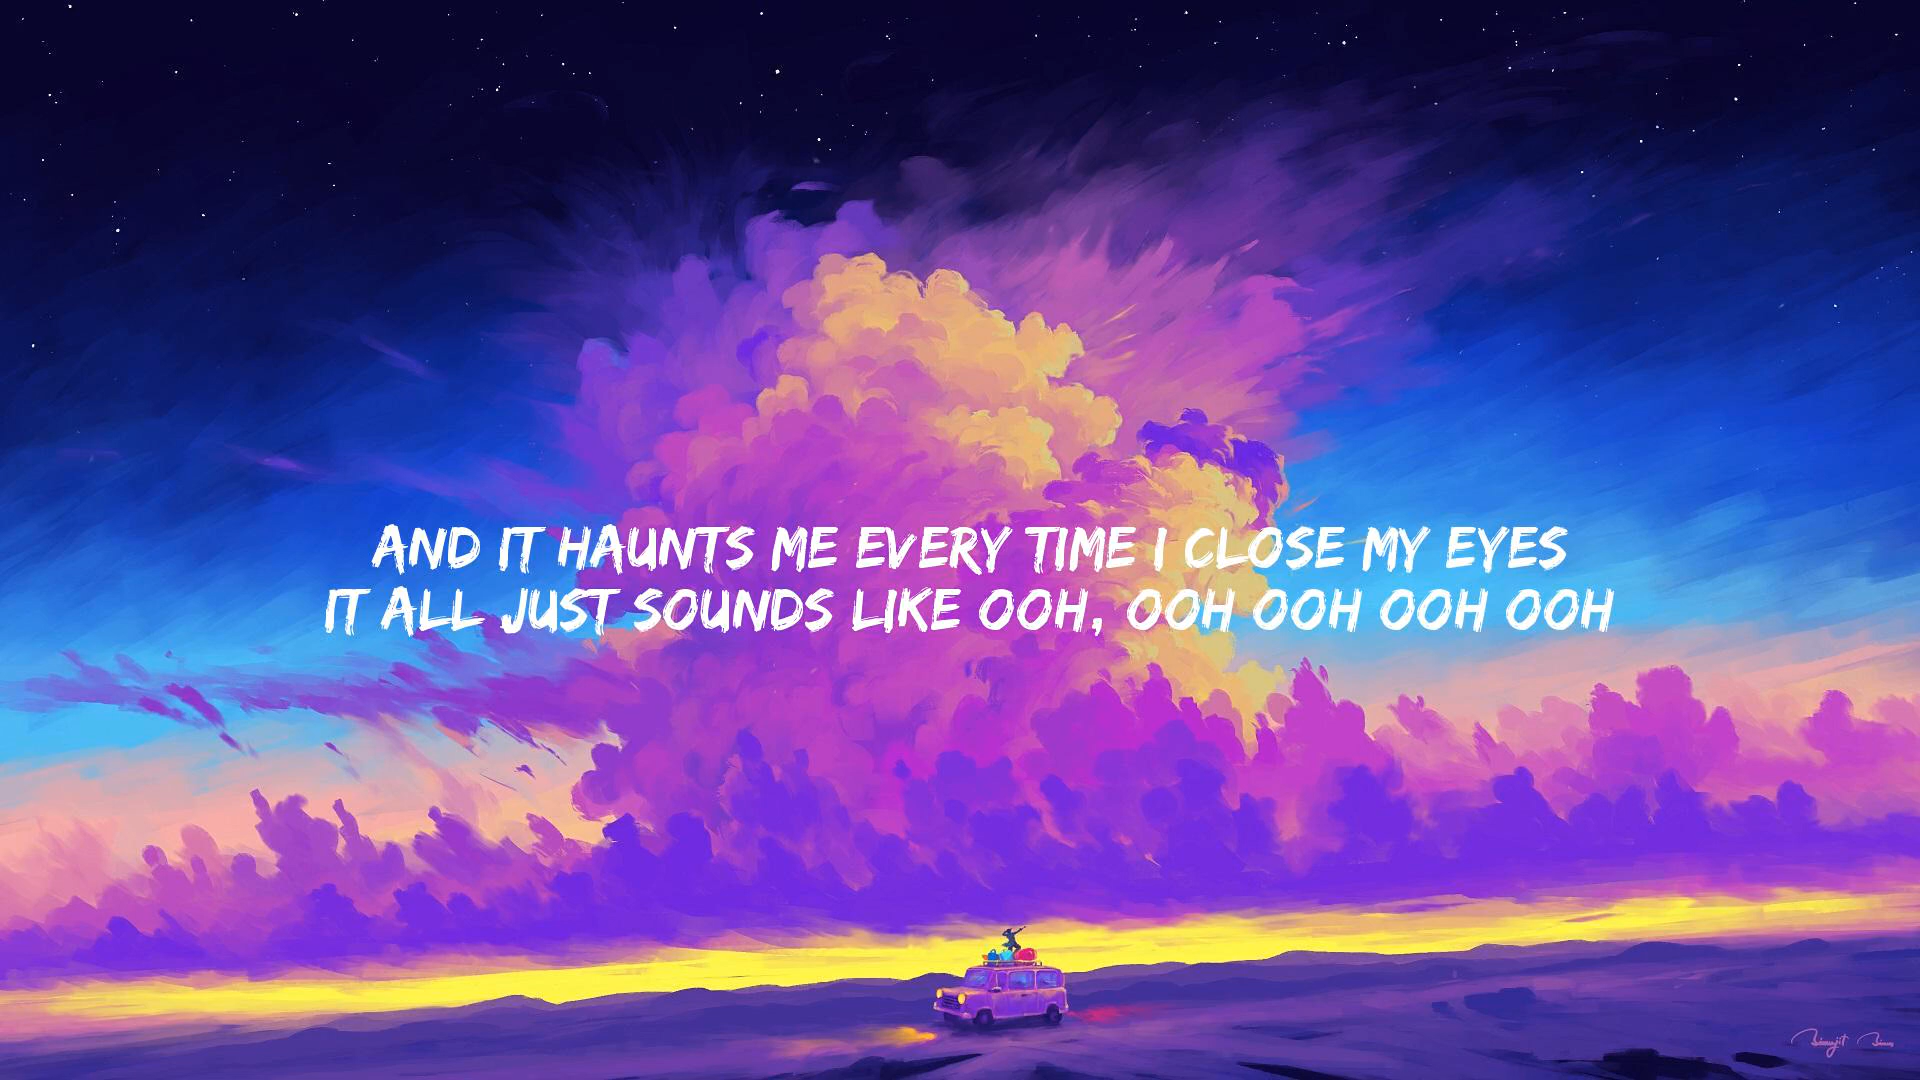 AND IT HAUNTS ME EVERY TIME I CLOSE MY EYES
IT ALL JUST SOUNDS LIKE OOH, OOH OOH OOH OOH